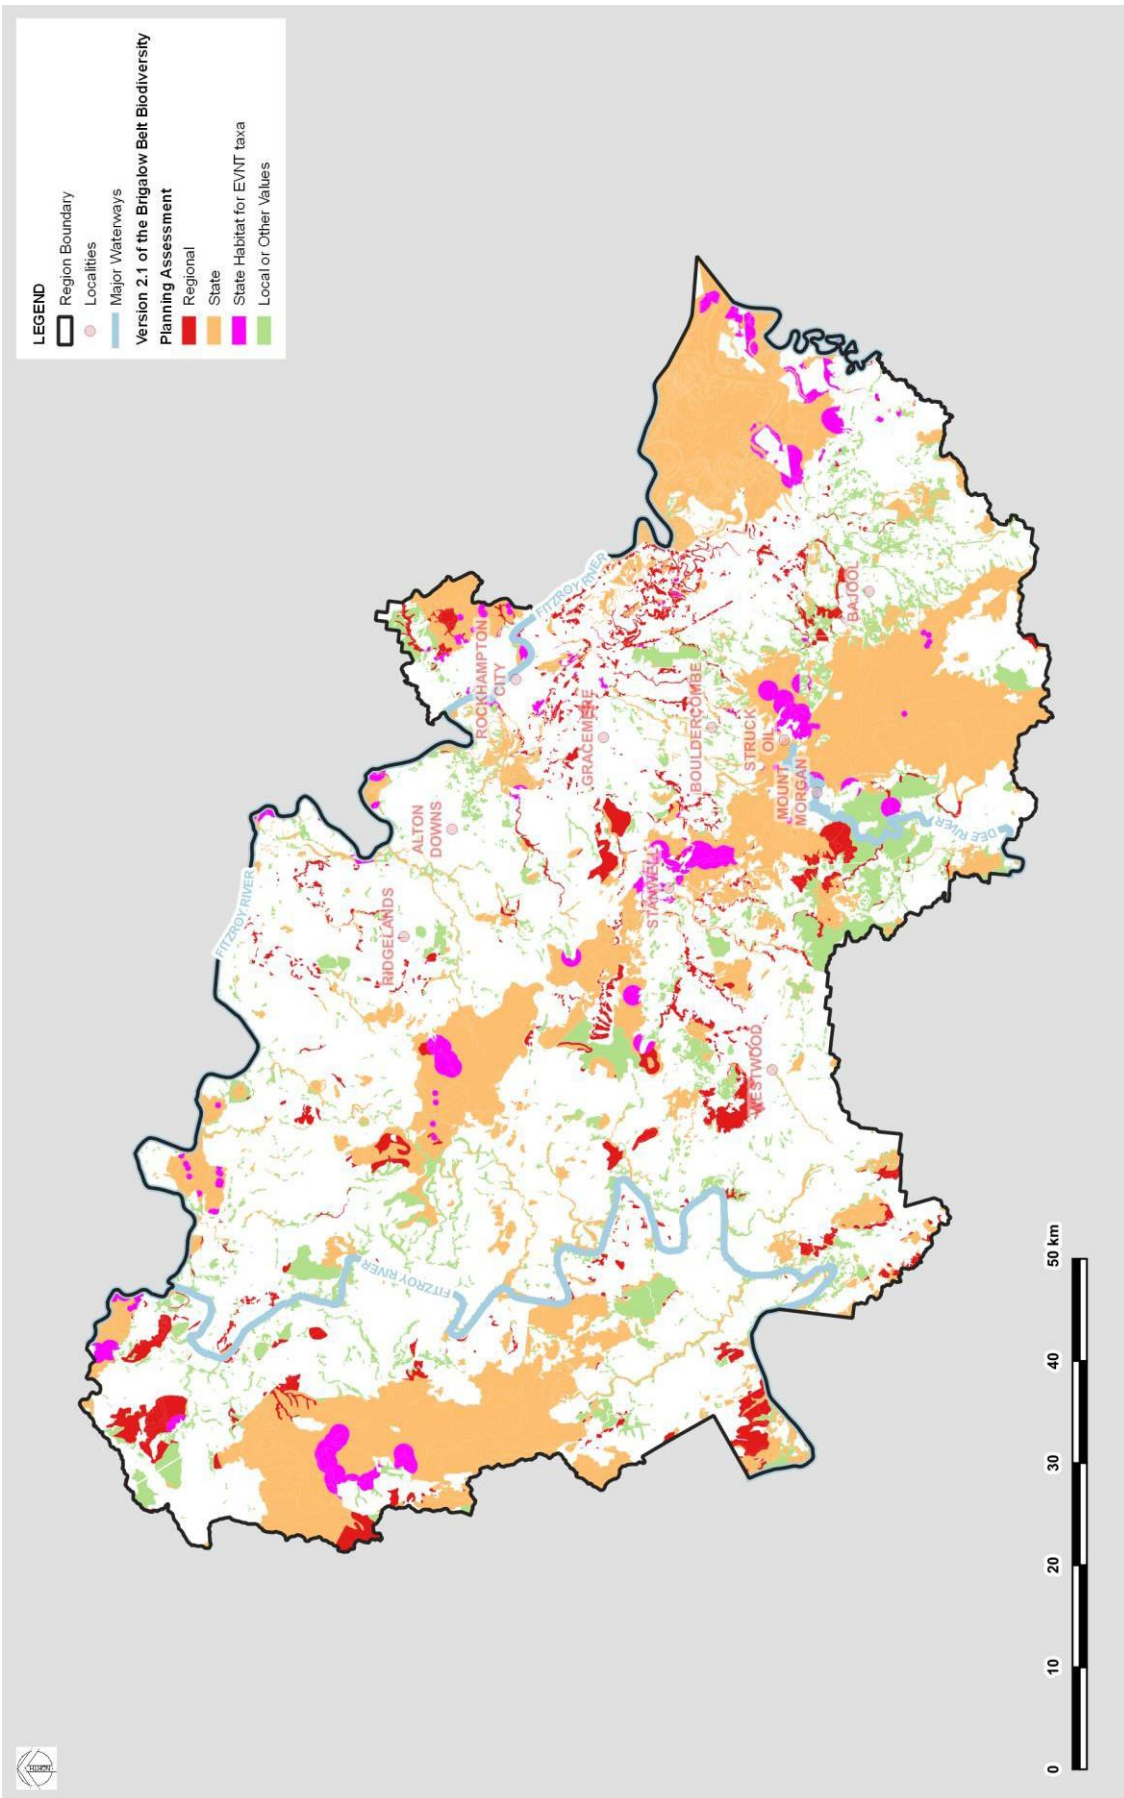 LEGEND
Region Boundary
Localities
Major Waterways
Version 2.1 of the Brigalow Belt Biodiversity
Planning Assessment
Regional
State
State Habitat for EVNT taxa
Local or Other Values
FITZROY RIVER
RIDGELANDS
ALTON
DOWNS
ROCKHAMPTON
CITY
FITZROY RIVER
GRACEMERE
STANWELL
BOULDERCOMBE
STRUCK
OIL
MOUNT
MORGAN
BAJOOL
DEE RIVER
WESTWOOD
FITZROY RIVER
0 10 20 30 40 50 km
NORTH